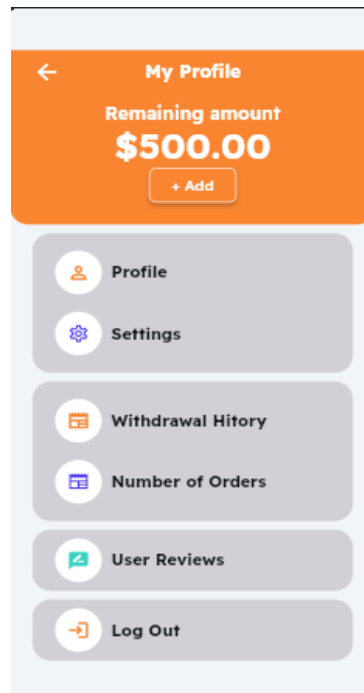 My Profile
Remaining amount
$500.00
+ Add
Profile
Settings
Withdrawal Hitory
Number of Orders
User Reviews
Log Out